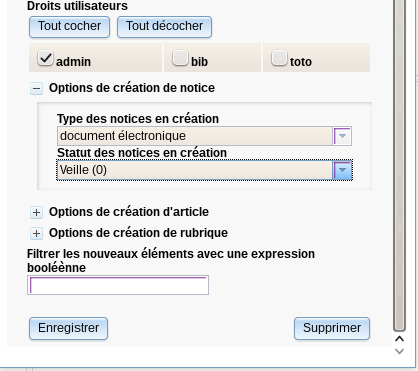 Droits utilisateurs
Tout cocher Tout décocher
admin bib toto
Options de création de notice
Type des notices en création
document électronique
Statut des notices en création
Veille (0)
Options de création d'article
Options de création de rubrique
Filtrer les nouveaux éléments avec une expression
booléènne
Enregistrer Supprimer